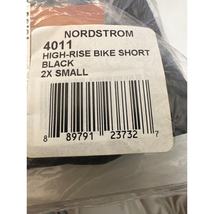 NORDSTROM
4011
HIGH-RISE BIKE SHORT
BLACK
2X SMALL
8 89791 23732 7